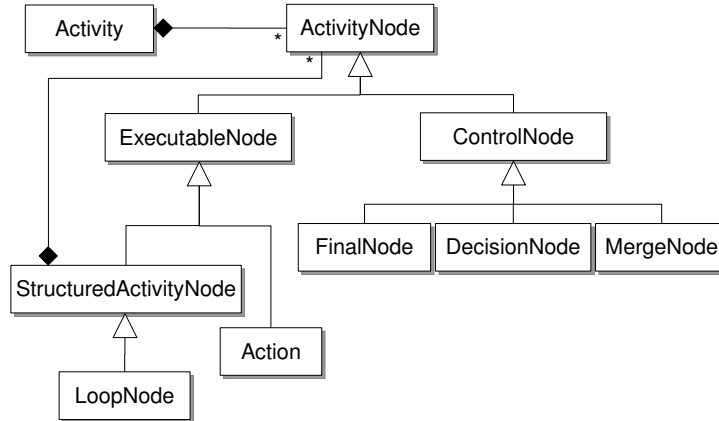 Activity
ActivityNode
*
*
ExecutableNode
ControlNode
FinalNode
DecisionNode
MergeNode
StructuredActivityNode
Action
LoopNode